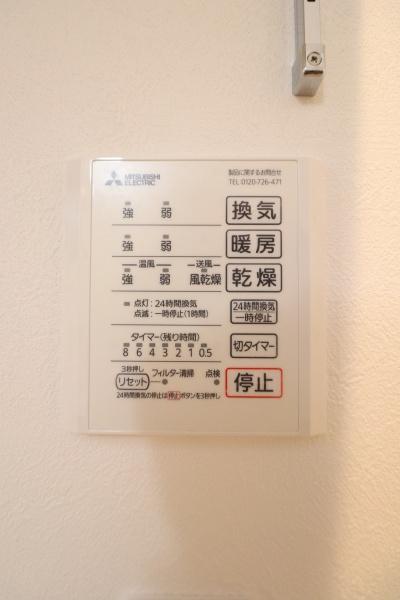 MITSUBISHI ELECTRIC
製品に関するお問合せ
TEL 0120-726-471
強 弱 換気
強 弱 暖房
温風 送風
強 弱 風乾燥 乾燥
点灯:24時間換気
点滅:一時停止(1時間)
24時間換気
一時停止
タイマー(残り時間)
8 6 4 3 2 1 0.5
切タイマー
3秒押し
リセット フィルター清掃 点検
停止
24時間換気の停止は停止ボタンを3秒押し